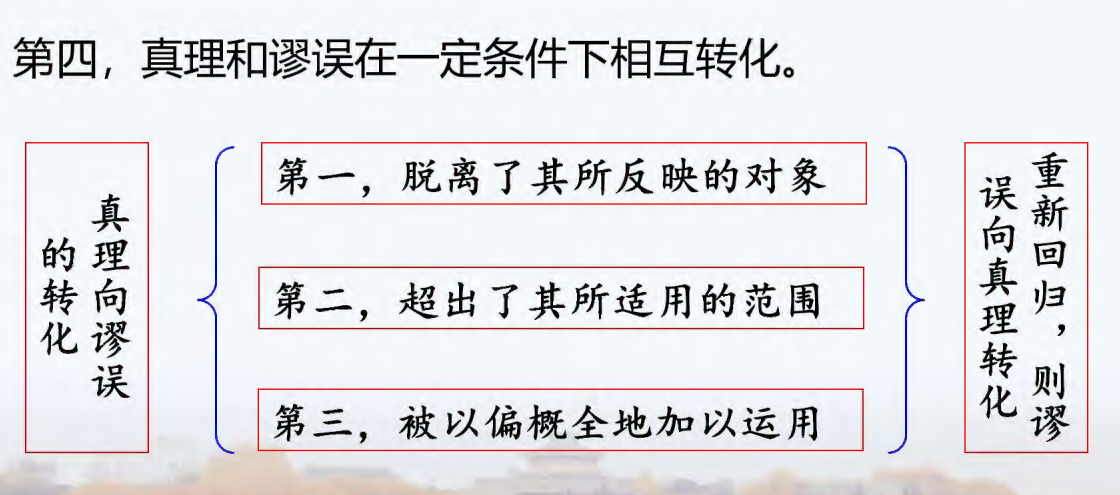 第四，真理和谬误在一定条件下相互转化。
真理向谬误
的转化
第一，脱离了其所反映的对象
第二，超出了其所适用的范围
第三，被以偏概全地加以运用
重新回归，则谬
误向真理转化